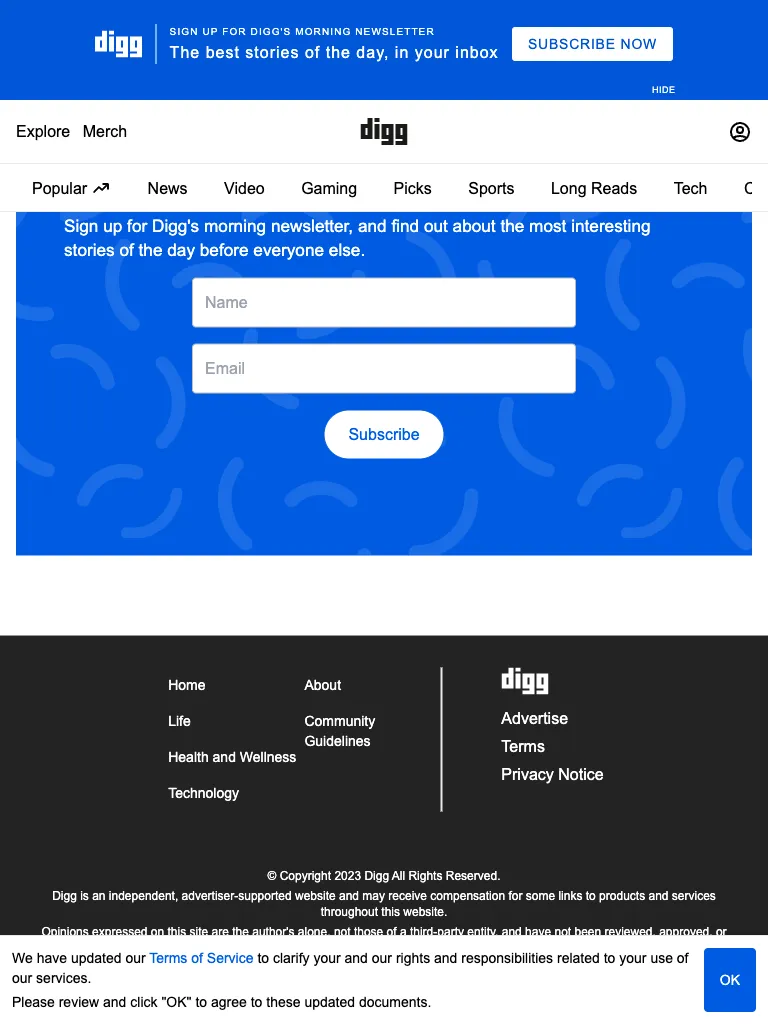 digg
SIGN UP FOR DIGG'S MORNING NEWSLETTER
The best stories of the day, in your inbox
SUBSCRIBE NOW
HIDE
Explore Merch
digg
Popular News Video Gaming Picks Sports Long Reads Tech
Sign up for Digg's morning newsletter, and find out about the most interesting
stories of the day before everyone else.
Name
Email
Subscribe
Home
Life
Health and Wellness
Technology
About
Community
Guidelines
digg
Advertise
Terms
Privacy Notice
© Copyright 2023 Digg All Rights Reserved.
Digg is an independent, advertiser-supported website and may receive compensation for some links to products and services
throughout this website.
Opinions expressed on this site are the author's alone, not those of a third-party entity, and have not been reviewed, approved, or
We have updated our Terms of Service to clarify your and our rights and responsibilities related to your use of
our services.
Please review and click "OK" to agree to these updated documents.
OK